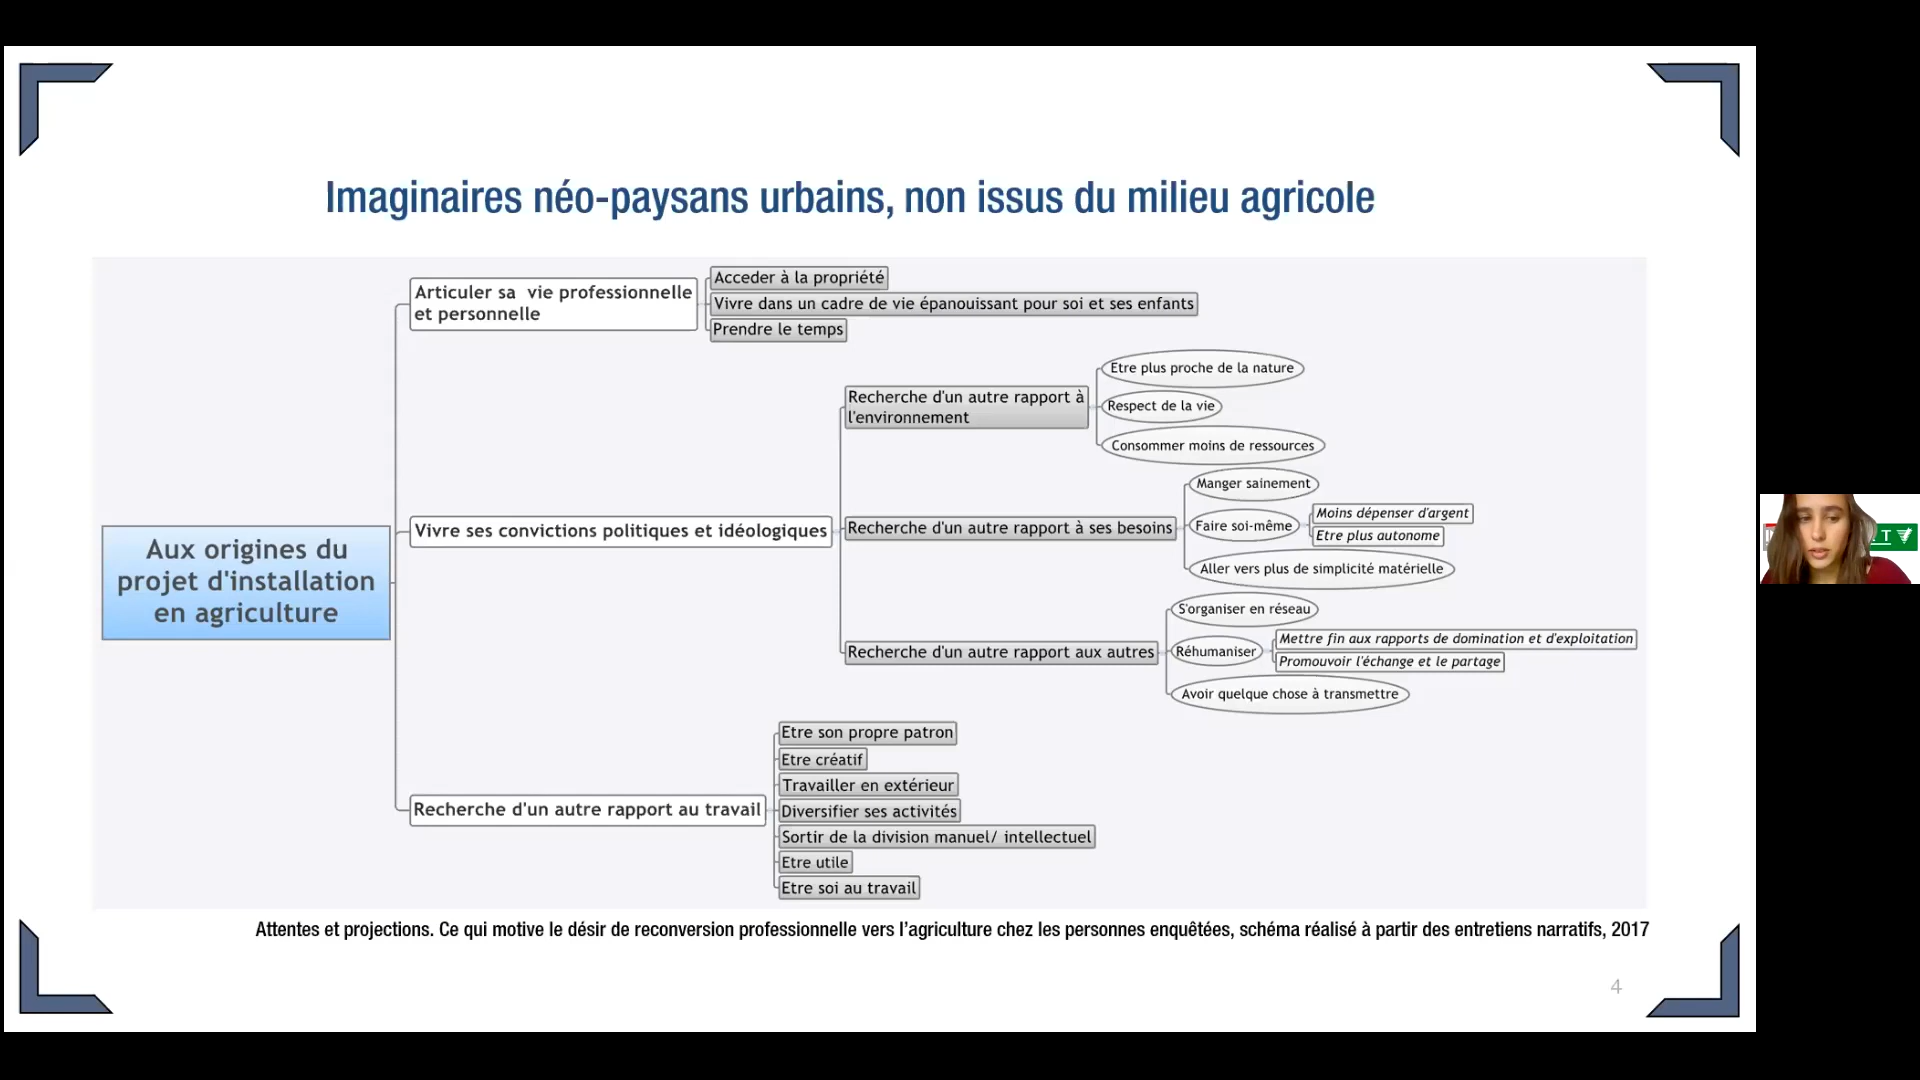 Imaginaires néo-paysans urbains, non issus du milieu agricole
Aux origines du
projet d'installation
en agriculture
Articuler sa vie professionnelle
et personnelle
Acceder à la propriété
Vivre dans un cadre de vie épanouissant pour soi et ses enfants
Prendre le temps
Vivre ses convictions politiques et idéologiques
Recherche d'un autre rapport à
l'environnement
Etre plus proche de la nature
Respect de la vie
Consommer moins de ressources
Recherche d'un autre rapport à ses besoins
Manger sainement
Faire soi-même
Moins dépenser d'argent
Etre plus autonome
Aller vers plus de simplicité matérielle
Recherche d'un autre rapport aux autres
S'organiser en réseau
Réhumaniser
Mettre fin aux rapports de domination et d'exploitation
Promouvoir l'échange et le partage
Avoir quelque chose à transmettre
Recherche d'un autre rapport au travail
Etre son propre patron
Etre créatif
Travailler en extérieur
Diversifier ses activités
Sortir de la division manuel/ intellectuel
Etre utile
Etre soi au travail
Attentes et projections. Ce qui motive le désir de reconversion professionnelle vers l'agriculture chez les personnes enquêtées, schéma réalisé à partir des entretiens narratifs, 2017
4